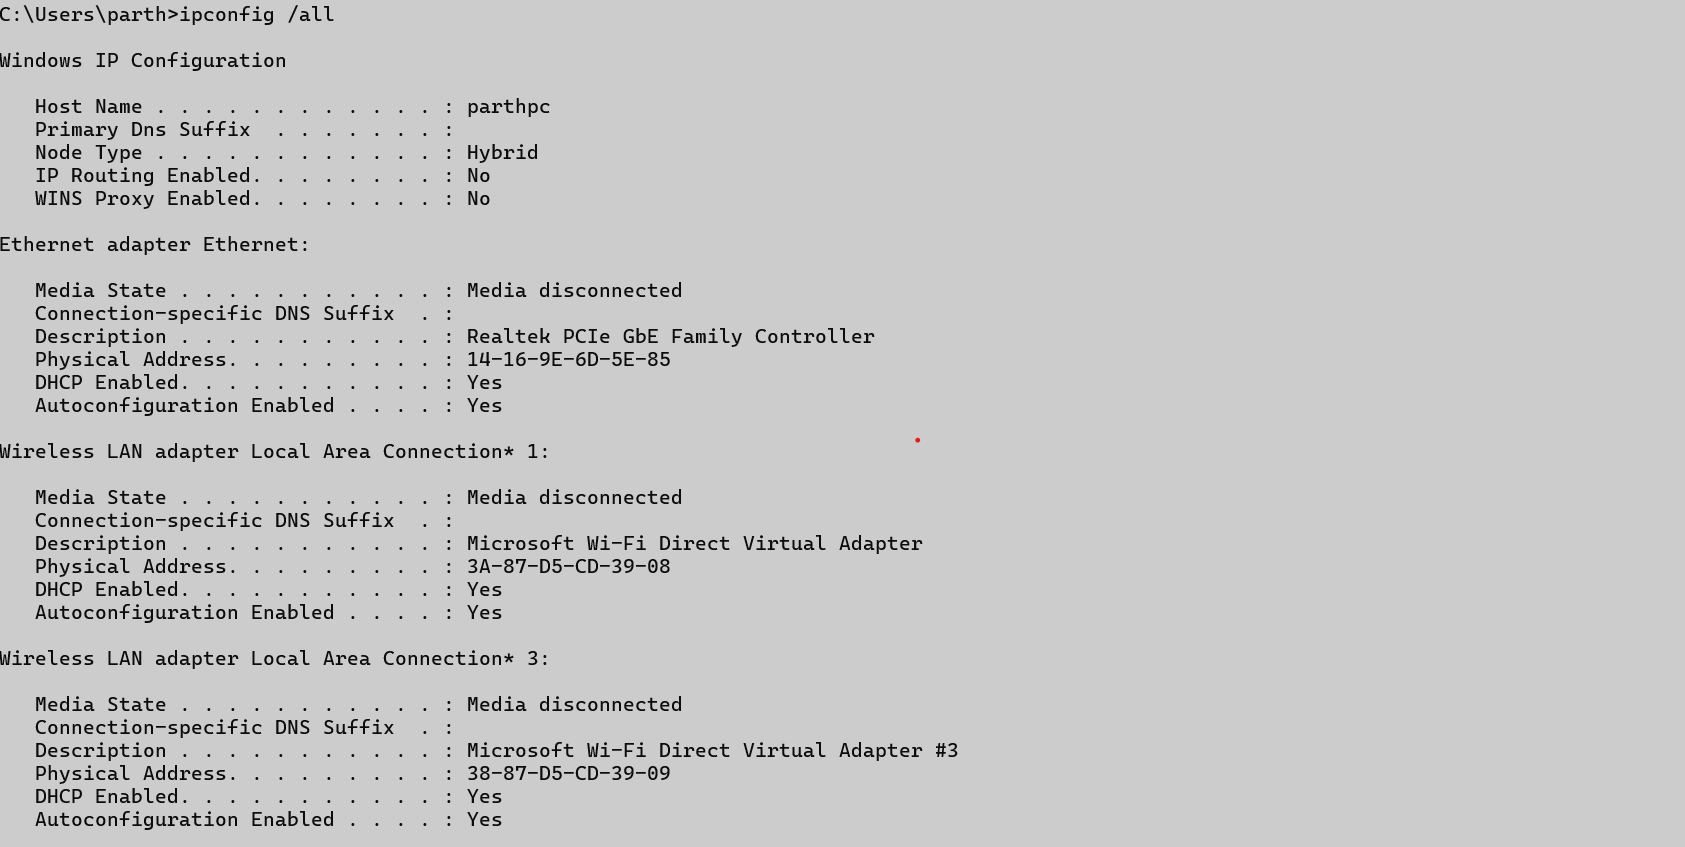 C:\Users\parth>ipconfig /all
Windows IP Configuration
Host Name . . . . . . . . . . . . : parthpc
Primary Dns Suffix  . . . . . . . :
Node Type . . . . . . . . . . . . : Hybrid
IP Routing Enabled. . . . . . . . : No
WINS Proxy Enabled. . . . . . . . : No
Ethernet adapter Ethernet:
Media State . . . . . . . . . . . : Media disconnected
Connection-specific DNS Suffix  . :
Description . . . . . . . . . . . : Realtek PCIe GbE Family Controller
Physical Address. . . . . . . . . : 14-16-9E-6D-5E-85
DHCP Enabled. . . . . . . . . . . : Yes
Autoconfiguration Enabled . . . . : Yes
Wireless LAN adapter Local Area Connection* 1:
Media State . . . . . . . . . . . : Media disconnected
Connection-specific DNS Suffix  . :
Description . . . . . . . . . . . : Microsoft Wi-Fi Direct Virtual Adapter
Physical Address. . . . . . . . . : 3A-87-D5-CD-39-08
DHCP Enabled. . . . . . . . . . . : Yes
Autoconfiguration Enabled . . . . : Yes
Wireless LAN adapter Local Area Connection* 3:
Media State . . . . . . . . . . . : Media disconnected
Connection-specific DNS Suffix  . :
Description . . . . . . . . . . . : Microsoft Wi-Fi Direct Virtual Adapter #3
Physical Address. . . . . . . . . : 38-87-D5-CD-39-09
DHCP Enabled. . . . . . . . . . . : Yes
Autoconfiguration Enabled . . . . : Yes